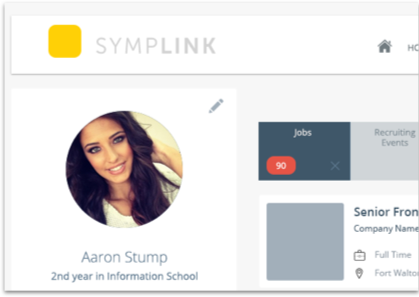 SYMPLINK
Jobs
Recruiting
Events
90
Aaron Stump
2nd year in Information School
Senior Fron
Company Name
Full Time
Fort Walto